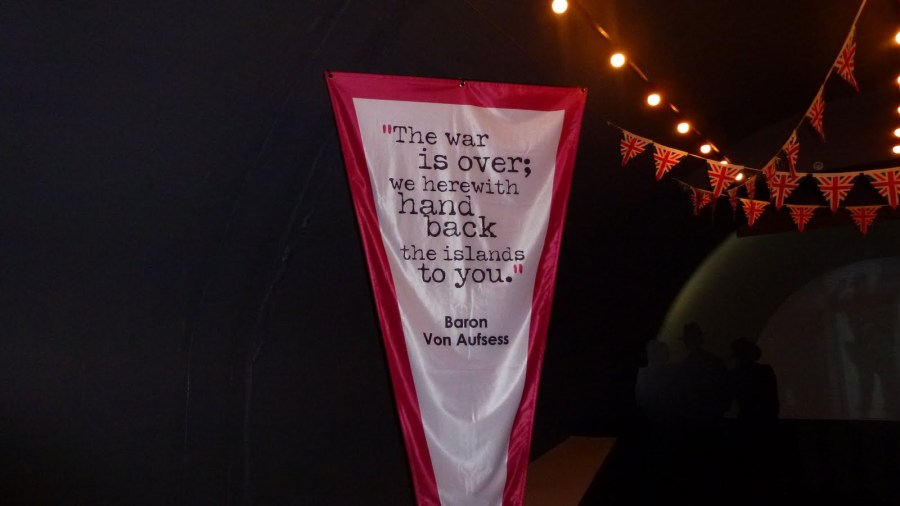 "The war
is over;
we herewith
hand
back
the islands
to you."
Baron
Von Aufsess